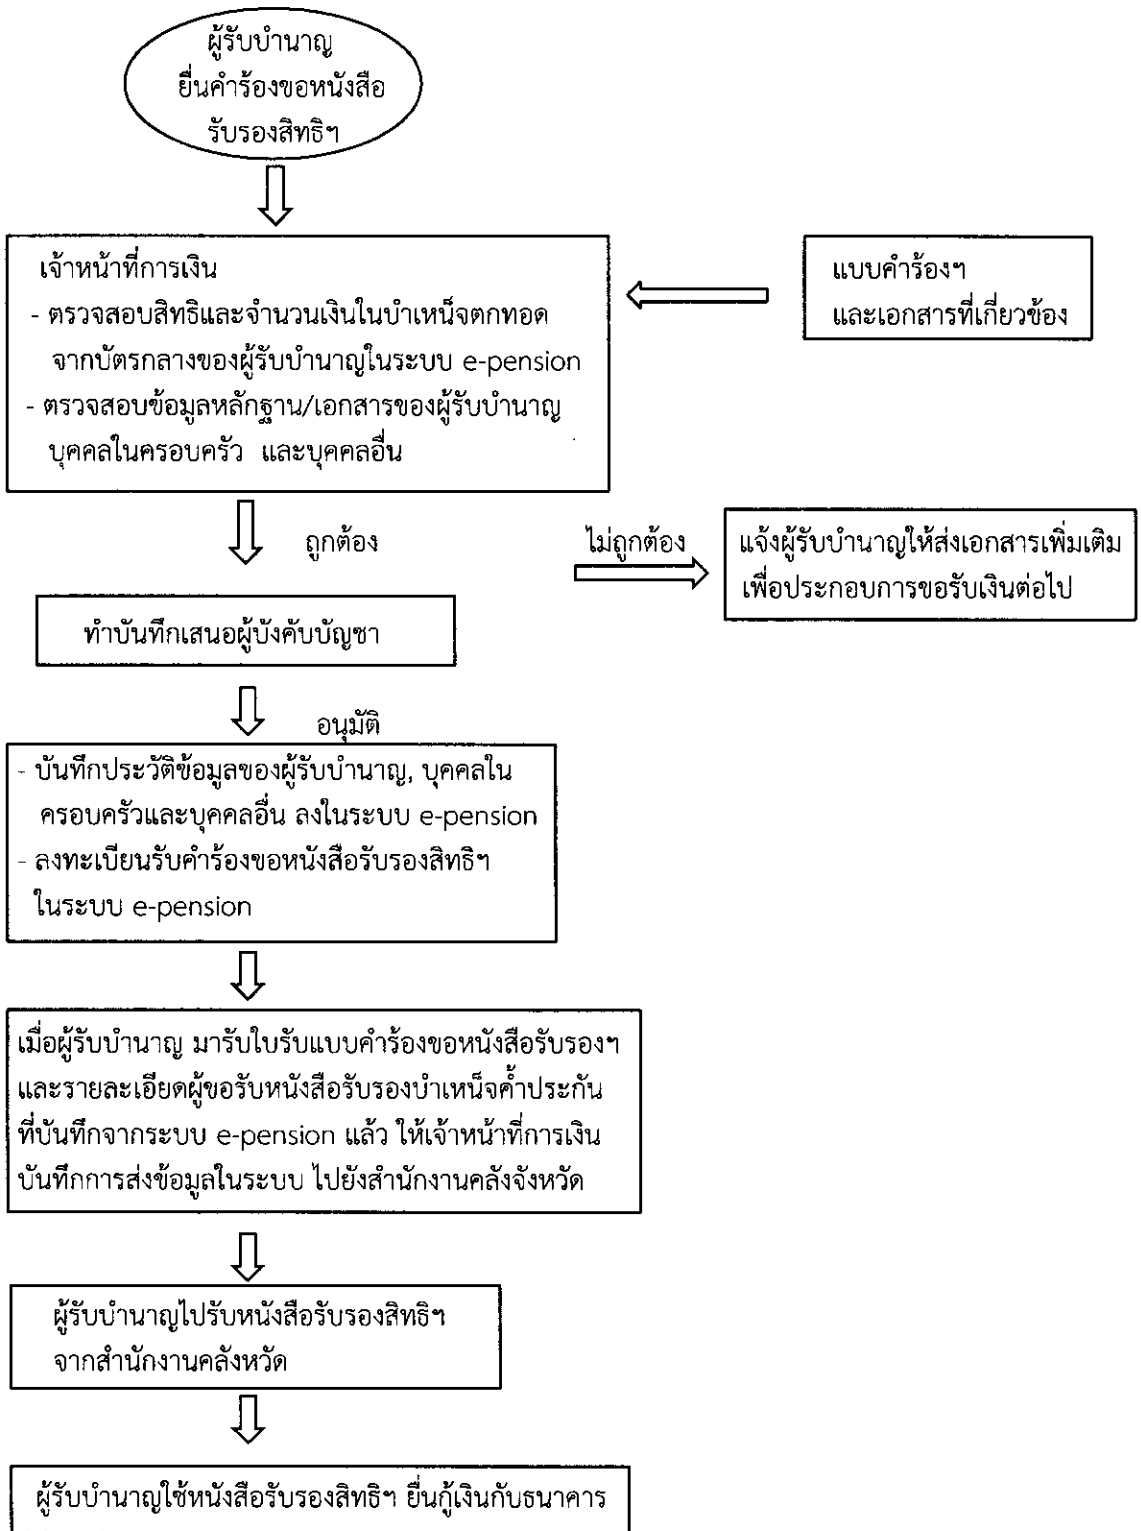 ผู้รับบำนาญ
ยื่นคำร้องขอหนังสือ
รับรองสิทธิฯ
เจ้าหน้าที่การเงิน
- ตรวจสอบสิทธิและจำนวนเงินในบำเหน็จตกทอด
จากบัตรกลางของผู้รับบำนาญในระบบ e-pension
- ตรวจสอบข้อมูลหลักฐาน/เอกสารของผู้รับบำนาญ
บุคคลในครอบครัว และบุคคลอื่น
แบบคำร้องฯ
และเอกสารที่เกี่ยวข้อง
ถูกต้อง
ไม่ถูกต้อง
แจ้งผู้รับบำนาญให้ส่งเอกสารเพิ่มเติม
เพื่อประกอบการขอรับเงินต่อไป
ทำบันทึกเสนอผู้บังคับบัญชา
อนุมัติ
- บันทึกประวัติข้อมูลของผู้รับบำนาญ, บุคคลใน
ครอบครัวและบุคคลอื่น ลงในระบบ e-pension
- ลงทะเบียนรับคำร้องขอหนังสือรับรองสิทธิฯ
ในระบบ e-pension
เมื่อผู้รับบำนาญ มารับใบรับแบบคำร้องขอหนังสือรับรองฯ
และรายละเอียดผู้ขอรับหนังสือรับรองบำเหน็จค้ำประกัน
ที่บันทึกจากระบบ e-pension แล้ว ให้เจ้าหน้าที่การเงิน
บันทึกการส่งข้อมูลในระบบ ไปยังสำนักงานคลังจังหวัด
ผู้รับบำนาญไปรับหนังสือรับรองสิทธิฯ
จากสำนักงานคลังหวัด
ผู้รับบำนาญใช้หนังสือรับรองสิทธิฯ ยื่นกู้เงินกับธนาคาร